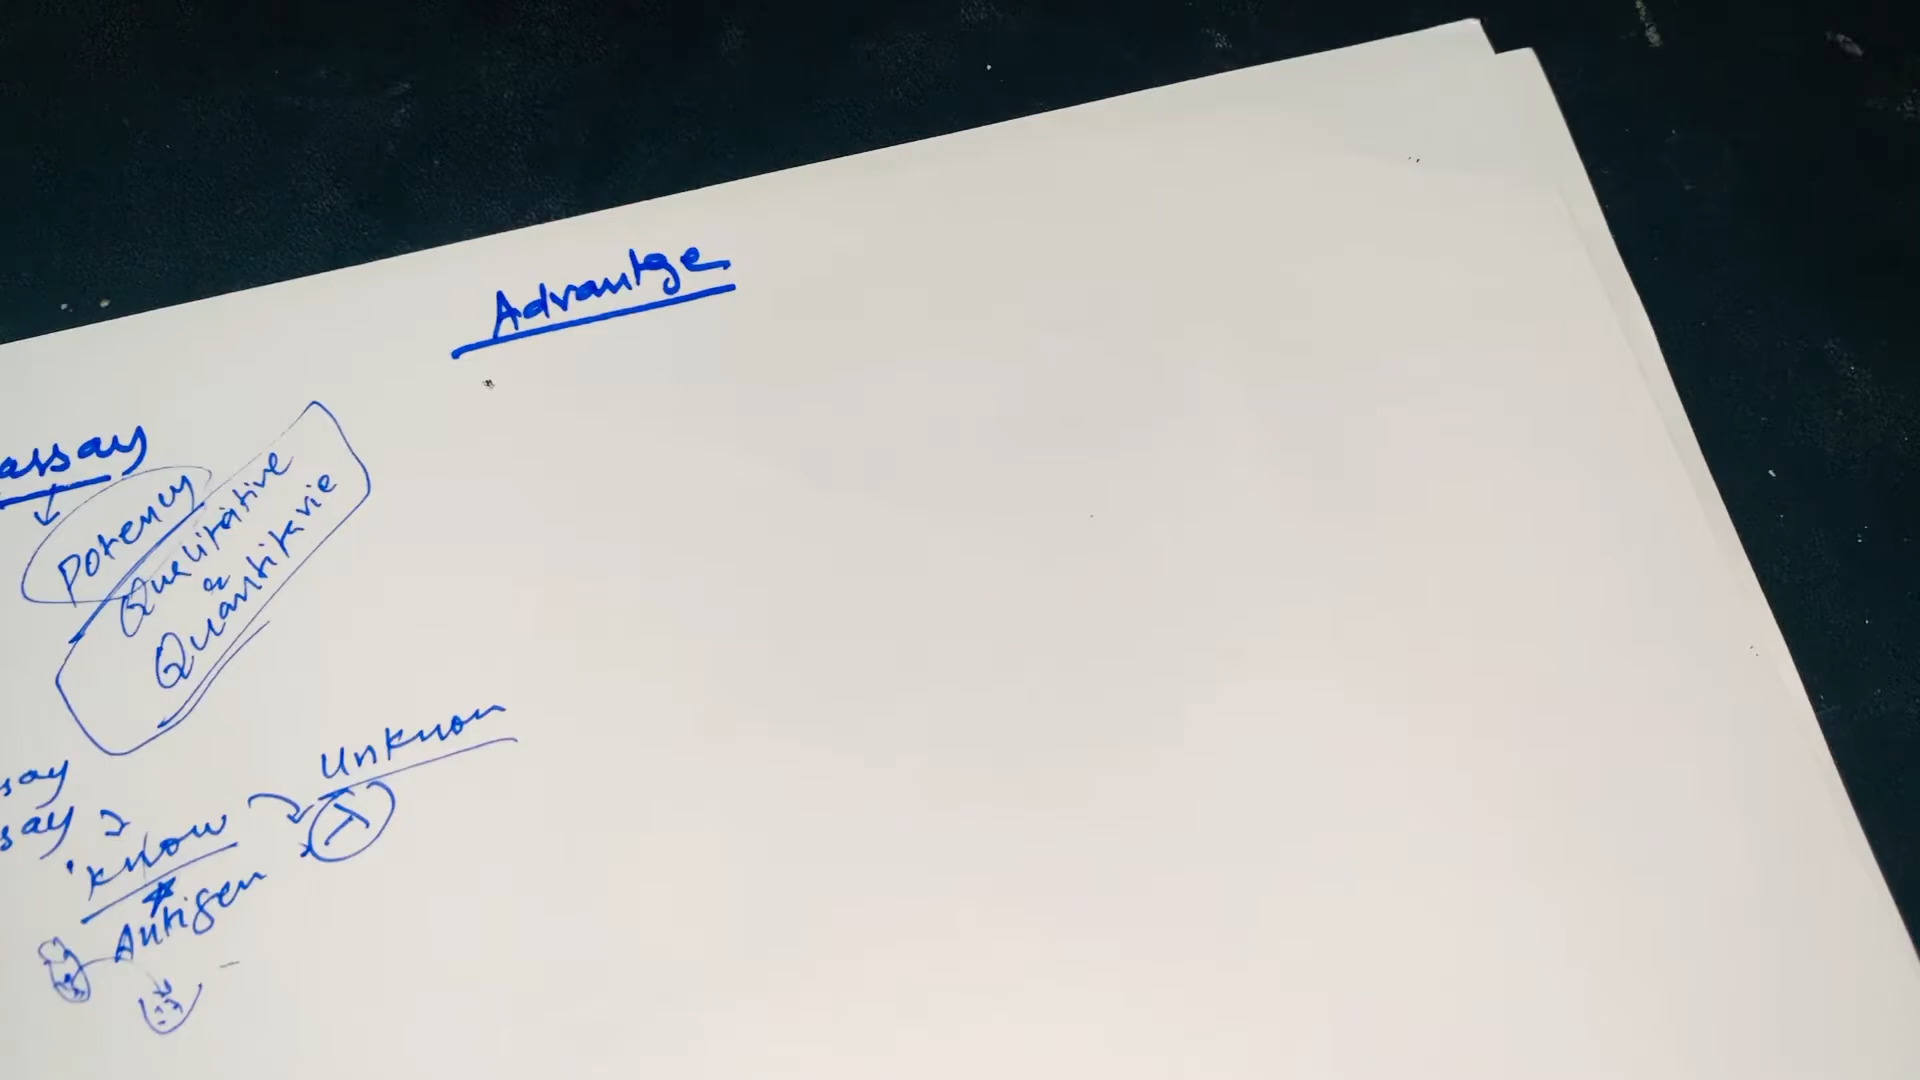 Advantge
assay
Potency
Qualitative
&
Quantitavie
Unknon
say
say
know
Antigen